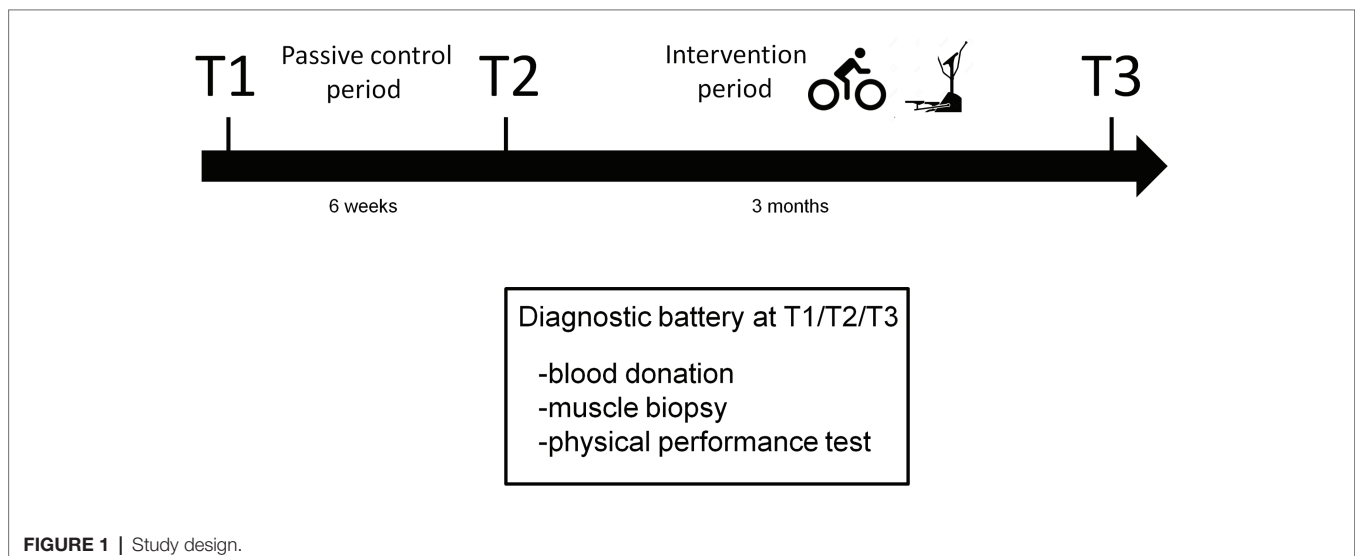 T1
Passive control
period
T2
Intervention
period
T3
6 weeks
3 months
Diagnostic battery at T1/T2/T3
-blood donation
-muscle biopsy
-physical performance test
FIGURE 1 | Study design.